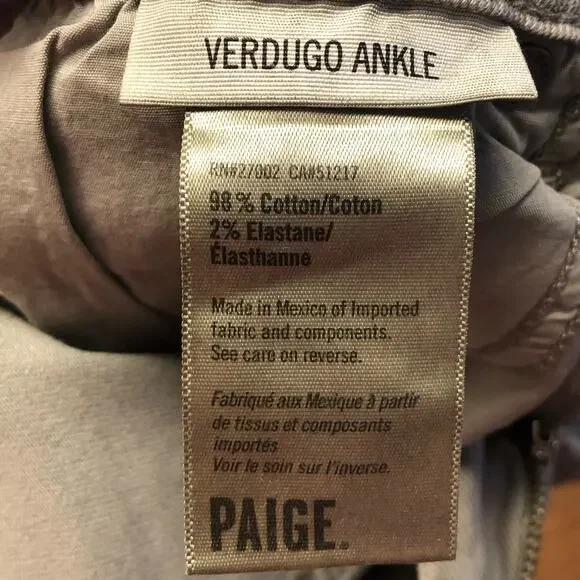 VERDUGO ANKLE
RN#27002 CA#51217
98% Cotton/Coton
2% Elastane/
Élasthanne
Made in Mexico of Imported
fabric and components.
See care on reverse.
Fabriqué aux Mexique à partir
de tissus et composants
importés
Voir le soin sur l'inverse.
PAIGE.